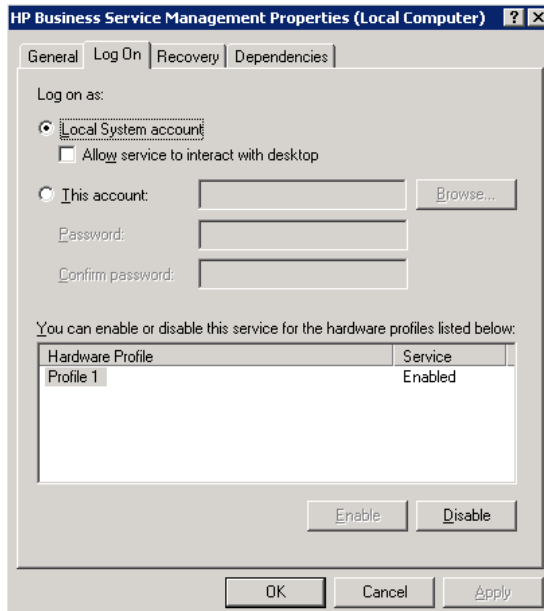 HP Business Service Management Properties (Local Computer) ? X
General Log On Recovery Dependencies
Log on as:
Local System account
Allow service to interact with desktop
This account: Browse...
Password:
Confirm password:
You can enable or disable this service for the hardware profiles listed below:
Hardware Profile Service
Profile 1 Enabled
Enable Disable
OK Cancel Apply